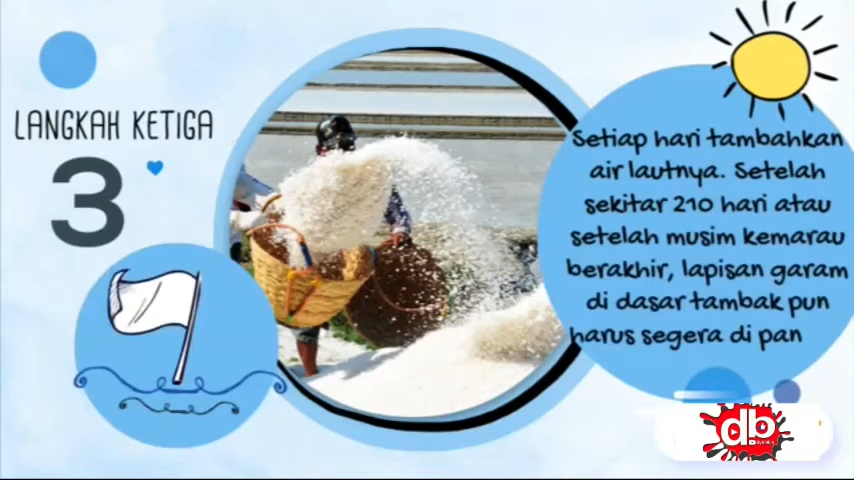 LANGKAH KETIGA
3
Setiap hari tambahkan
air lautnya. Setelah
sekitar 210 hari atau
setelah musim kemarau
berakhir, lapisan garam
di dasar tambak pun
harus segera di pan
db